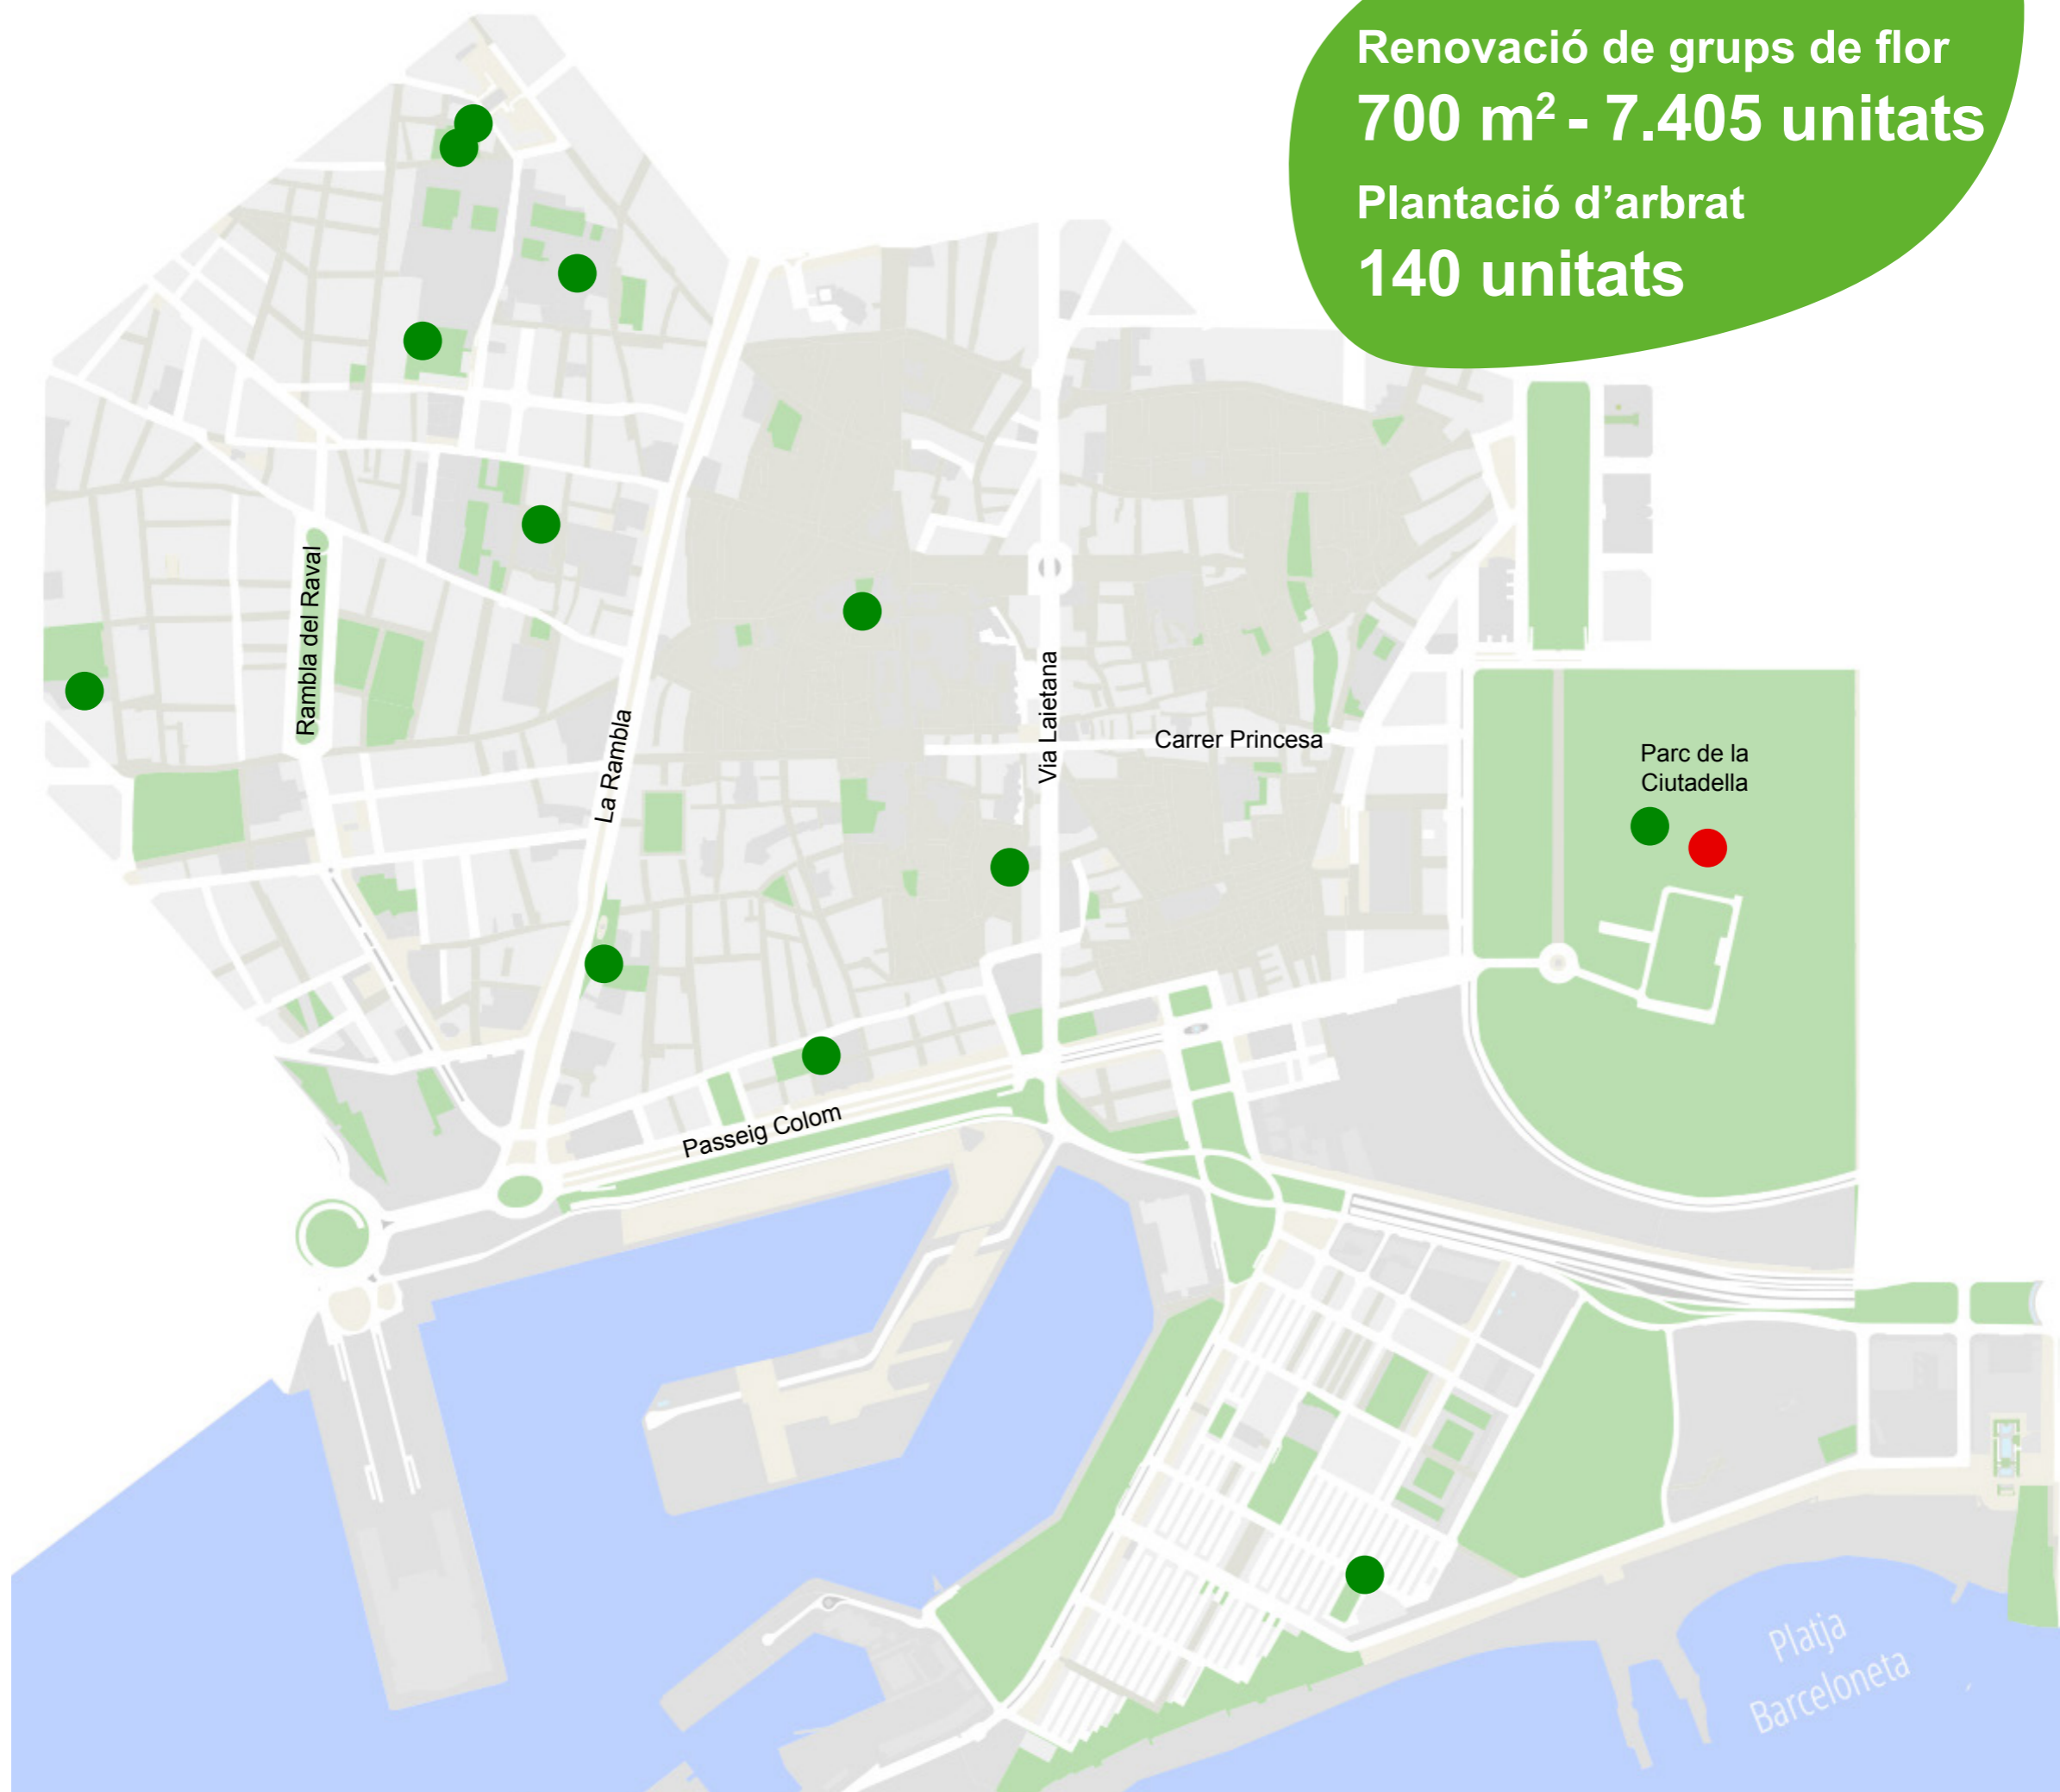 Renovació de grups de flor
700 m² - 7.405 unitats
Plantació d’arbrat
140 unitats
Rambla del Raval
La Rambla
Via Laietana
Carrer Princesa
Parc de la
Ciutadella
Passeig Colom
Platja
Barceloneta